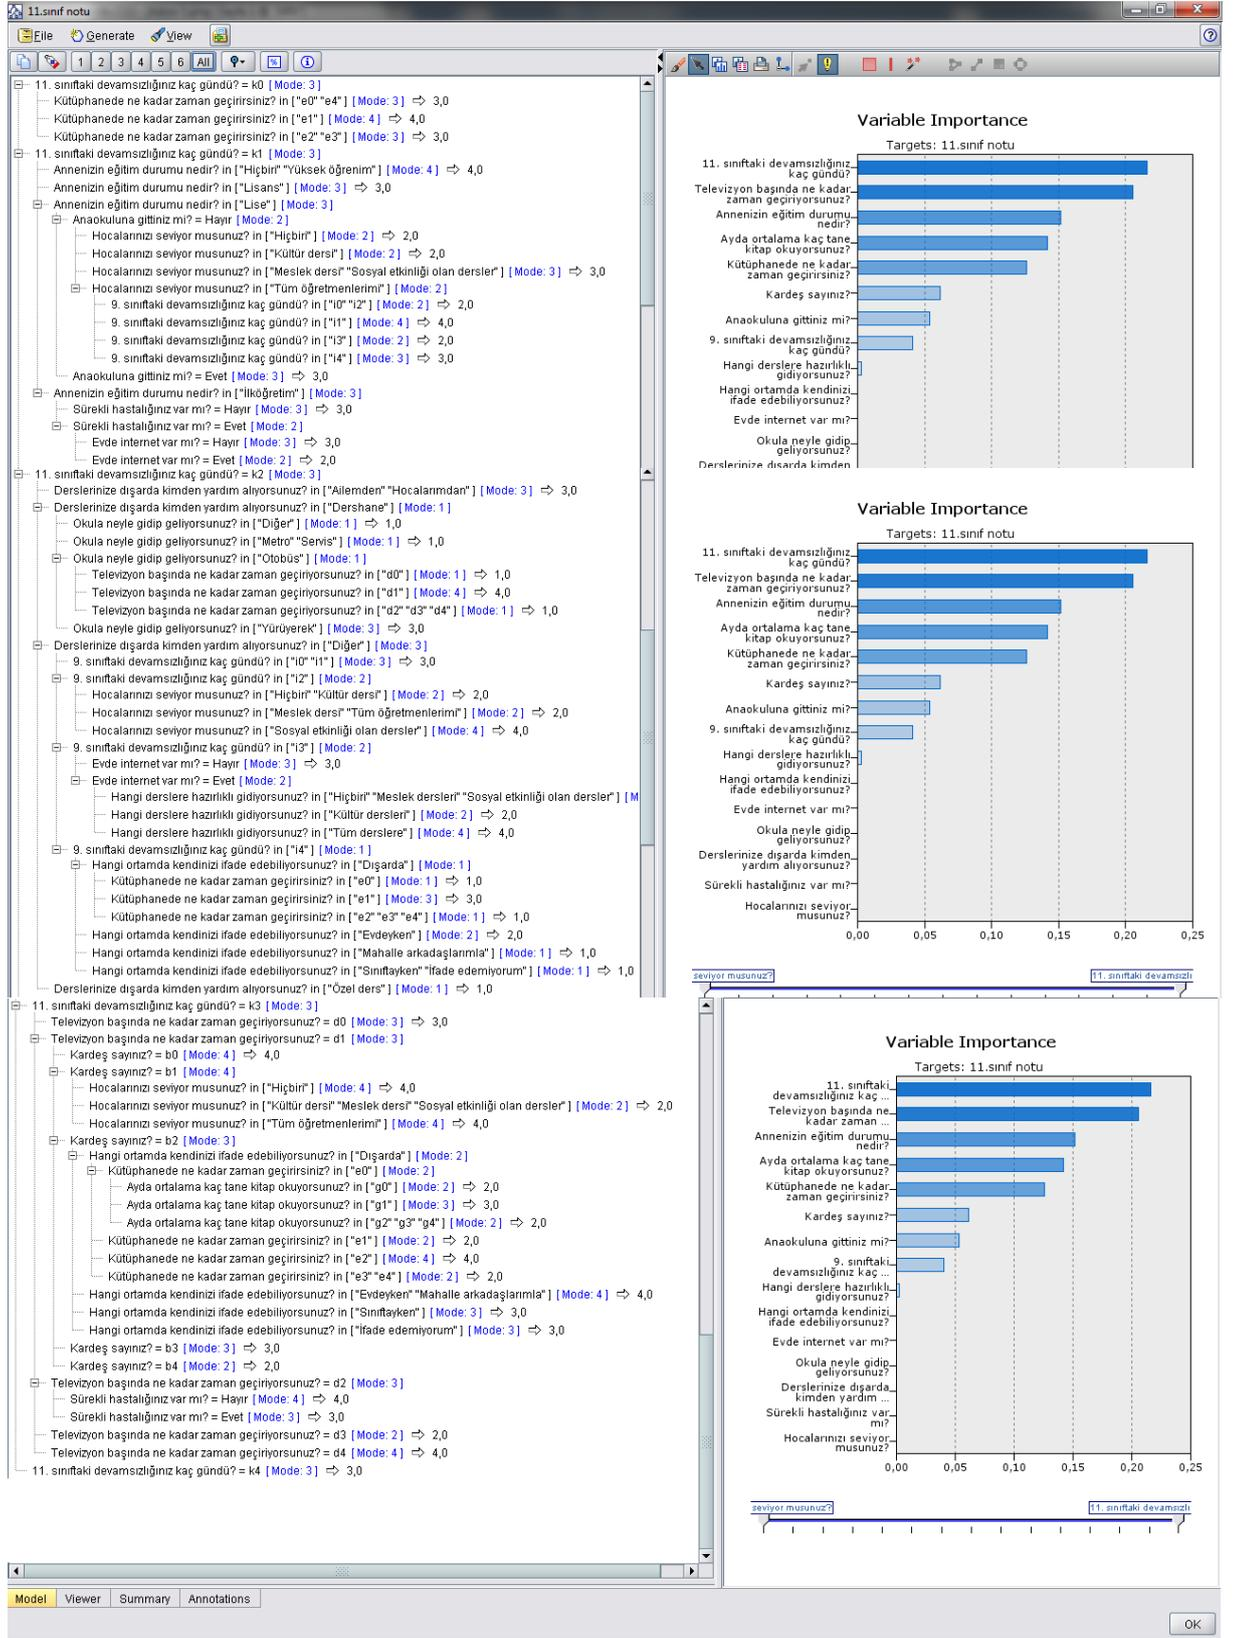 11.sınıf notu
File Generate View
1 2 3 4 5 6 All
11. sınıftaki devamsızlığınız kaç gündü? = k0 [ Mode: 3 ]
Kütüphanede ne kadar zaman geçirirsiniz? in [ "e0" "e4" ] [ Mode: 3 ] ⇨ 3,0
Kütüphanede ne kadar zaman geçirirsiniz? in [ "e1" ] [ Mode: 4 ] ⇨ 4,0
Kütüphanede ne kadar zaman geçirirsiniz? in [ "e2" "e3" ] [ Mode: 3 ] ⇨ 3,0
11. sınıftaki devamsızlığınız kaç gündü? = k1 [ Mode: 3 ]
Annenizin eğitim durumu nedir? in [ "Hiçbiri" "Yüksek öğrenim" ] [ Mode: 4 ] ⇨ 4,0
Annenizin eğitim durumu nedir? in [ "Lisans" ] [ Mode: 3 ] ⇨ 3,0
Annenizin eğitim durumu nedir? in [ "Lise" ] [ Mode: 3 ]
Anaokuluna gittiniz mi? = Hayır [ Mode: 2 ]
Hocalarınızı seviyor musunuz? in [ "Hiçbiri" ] [ Mode: 2 ] ⇨ 2,0
Hocalarınızı seviyor musunuz? in [ "Kültür dersi" ] [ Mode: 2 ] ⇨ 2,0
Hocalarınızı seviyor musunuz? in [ "Meslek dersi" "Sosyal etkinliği olan dersler" ] [ Mode: 3 ] ⇨ 3,0
Hocalarınızı seviyor musunuz? in [ "Tüm öğretmenlerimi" ] [ Mode: 2 ]
9. sınıftaki devamsızlığınız kaç gündü? in [ "i0" "i2" ] [ Mode: 2 ] ⇨ 2,0
9. sınıftaki devamsızlığınız kaç gündü? in [ "i1" ] [ Mode: 4 ] ⇨ 4,0
9. sınıftaki devamsızlığınız kaç gündü? in [ "i3" ] [ Mode: 2 ] ⇨ 2,0
9. sınıftaki devamsızlığınız kaç gündü? in [ "i4" ] [ Mode: 3 ] ⇨ 3,0
Anaokuluna gittiniz mi? = Evet [ Mode: 3 ] ⇨ 3,0
Annenizin eğitim durumu nedir? in [ "İlköğretim" ] [ Mode: 3 ]
Sürekli hastalığınız var mı? = Hayır [ Mode: 3 ] ⇨ 3,0
Sürekli hastalığınız var mı? = Evet [ Mode: 2 ]
Evde internet var mı? = Hayır [ Mode: 3 ] ⇨ 3,0
Evde internet var mı? = Evet [ Mode: 2 ] ⇨ 2,0
11. sınıftaki devamsızlığınız kaç gündü? = k2 [ Mode: 3 ]
Derslerinize dışarda kimden yardım alıyorsunuz? in [ "Ailemden" "Hocalarımdan" ] [ Mode: 3 ] ⇨ 3,0
Derslerinize dışarda kimden yardım alıyorsunuz? in [ "Dershane" ] [ Mode: 1 ]
Okula neyle gidip geliyorsunuz? in [ "Diğer" ] [ Mode: 1 ] ⇨ 1,0
Okula neyle gidip geliyorsunuz? in [ "Metro" "Servis" ] [ Mode: 1 ] ⇨ 1,0
Okula neyle gidip geliyorsunuz? in [ "Otobüs" ] [ Mode: 1 ]
Televizyon başında ne kadar zaman geçiriyorsunuz? in [ "d0" ] [ Mode: 1 ] ⇨ 1,0
Televizyon başında ne kadar zaman geçiriyorsunuz? in [ "d1" ] [ Mode: 4 ] ⇨ 4,0
Televizyon başında ne kadar zaman geçiriyorsunuz? in [ "d2" "d3" "d4" ] [ Mode: 1 ] ⇨ 1,0
Okula neyle gidip geliyorsunuz? in [ "Yürüyerek" ] [ Mode: 3 ] ⇨ 3,0
Derslerinize dışarda kimden yardım alıyorsunuz? in [ "Diğer" ] [ Mode: 3 ]
9. sınıftaki devamsızlığınız kaç gündü? in [ "i0" "i1" ] [ Mode: 3 ] ⇨ 3,0
9. sınıftaki devamsızlığınız kaç gündü? in [ "i2" ] [ Mode: 2 ]
Hocalarınızı seviyor musunuz? in [ "Hiçbiri" "Kültür dersi" ] [ Mode: 2 ] ⇨ 2,0
Hocalarınızı seviyor musunuz? in [ "Meslek dersi" "Tüm öğretmenlerimi" ] [ Mode: 2 ] ⇨ 2,0
Hocalarınızı seviyor musunuz? in [ "Sosyal etkinliği olan dersler" ] [ Mode: 4 ] ⇨ 4,0
9. sınıftaki devamsızlığınız kaç gündü? in [ "i3" ] [ Mode: 2 ]
Evde internet var mı? = Hayır [ Mode: 3 ] ⇨ 3,0
Evde internet var mı? = Evet [ Mode: 2 ]
Hangi derslere hazırlıklı gidiyorsunuz? in [ "Hiçbiri" "Meslek dersleri" "Sosyal etkinliği olan dersler" ] [ M
Hangi derslere hazırlıklı gidiyorsunuz? in [ "Kültür dersleri" ] [ Mode: 2 ] ⇨ 2,0
Hangi derslere hazırlıklı gidiyorsunuz? in [ "Tüm derslere" ] [ Mode: 4 ] ⇨ 4,0
9. sınıftaki devamsızlığınız kaç gündü? in [ "i4" ] [ Mode: 1 ]
Hangi ortamda kendinizi ifade edebiliyorsunuz? in [ "Dışarda" ] [ Mode: 1 ]
Kütüphanede ne kadar zaman geçirirsiniz? in [ "e0" ] [ Mode: 1 ] ⇨ 1,0
Kütüphanede ne kadar zaman geçirirsiniz? in [ "e1" ] [ Mode: 3 ] ⇨ 3,0
Kütüphanede ne kadar zaman geçirirsiniz? in [ "e2" "e3" "e4" ] [ Mode: 1 ] ⇨ 1,0
Hangi ortamda kendinizi ifade edebiliyorsunuz? in [ "Evdeyken" ] [ Mode: 2 ] ⇨ 2,0
Hangi ortamda kendinizi ifade edebiliyorsunuz? in [ "Mahalle arkadaşlarımla" ] [ Mode: 1 ] ⇨ 1,0
Hangi ortamda kendinizi ifade edebiliyorsunuz? in [ "Sınıftayken" "İfade edemiyorum" ] [ Mode: 1 ] ⇨ 1,0
Derslerinize dışarda kimden yardım alıyorsunuz? in [ "Özel ders" ] [ Mode: 1 ] ⇨ 1,0
11. sınıftaki devamsızlığınız kaç gündü? = k3 [ Mode: 3 ]
Televizyon başında ne kadar zaman geçiriyorsunuz? = d0 [ Mode: 3 ] ⇨ 3,0
Televizyon başında ne kadar zaman geçiriyorsunuz? = d1 [ Mode: 3 ]
Kardeş sayınız? = b0 [ Mode: 4 ] ⇨ 4,0
Kardeş sayınız? = b1 [ Mode: 4 ]
Hocalarınızı seviyor musunuz? in [ "Hiçbiri" ] [ Mode: 4 ] ⇨ 4,0
Hocalarınızı seviyor musunuz? in [ "Kültür dersi" "Meslek dersi" "Sosyal etkinliği olan dersler" ] [ Mode: 2 ] ⇨ 2,0
Hocalarınızı seviyor musunuz? in [ "Tüm öğretmenlerimi" ] [ Mode: 4 ] ⇨ 4,0
Kardeş sayınız? = b2 [ Mode: 3 ]
Hangi ortamda kendinizi ifade edebiliyorsunuz? in [ "Dışarda" ] [ Mode: 2 ]
Kütüphanede ne kadar zaman geçirirsiniz? in [ "e0" ] [ Mode: 2 ]
Ayda ortalama kaç tane kitap okuyorsunuz? in [ "g0" ] [ Mode: 2 ] ⇨ 2,0
Ayda ortalama kaç tane kitap okuyorsunuz? in [ "g1" ] [ Mode: 3 ] ⇨ 3,0
Ayda ortalama kaç tane kitap okuyorsunuz? in [ "g2" "g3" "g4" ] [ Mode: 2 ] ⇨ 2,0
Kütüphanede ne kadar zaman geçirirsiniz? in [ "e1" ] [ Mode: 2 ] ⇨ 2,0
Kütüphanede ne kadar zaman geçirirsiniz? in [ "e2" ] [ Mode: 4 ] ⇨ 4,0
Kütüphanede ne kadar zaman geçirirsiniz? in [ "e3" "e4" ] [ Mode: 2 ] ⇨ 2,0
Hangi ortamda kendinizi ifade edebiliyorsunuz? in [ "Evdeyken" "Mahalle arkadaşlarımla" ] [ Mode: 4 ] ⇨ 4,0
Hangi ortamda kendinizi ifade edebiliyorsunuz? in [ "Sınıftayken" ] [ Mode: 3 ] ⇨ 3,0
Hangi ortamda kendinizi ifade edebiliyorsunuz? in [ "İfade edemiyorum" ] [ Mode: 3 ] ⇨ 3,0
Kardeş sayınız? = b3 [ Mode: 3 ] ⇨ 3,0
Kardeş sayınız? = b4 [ Mode: 2 ] ⇨ 2,0
Televizyon başında ne kadar zaman geçiriyorsunuz? = d2 [ Mode: 3 ]
Sürekli hastalığınız var mı? = Hayır [ Mode: 4 ] ⇨ 4,0
Sürekli hastalığınız var mı? = Evet [ Mode: 3 ] ⇨ 3,0
Televizyon başında ne kadar zaman geçiriyorsunuz? = d3 [ Mode: 2 ] ⇨ 2,0
Televizyon başında ne kadar zaman geçiriyorsunuz? = d4 [ Mode: 4 ] ⇨ 4,0
11. sınıftaki devamsızlığınız kaç gündü? = k4 [ Mode: 3 ] ⇨ 3,0
Variable Importance
Targets: 11.sınıf notu
11. sınıftaki devamsızlığınız
kaç gündü?
Televizyon başında ne kadar
zaman geçiriyorsunuz?
Annenizin eğitim durumu
nedir?
Ayda ortalama kaç tane
kitap okuyorsunuz?
Kütüphanede ne kadar
zaman geçirirsiniz?
Kardeş sayınız?
Anaokuluna gittiniz mi?
9. sınıftaki devamsızlığınız
kaç gündü?
Hangi derslere hazırlıklı
gidiyorsunuz?
Hangi ortamda kendinizi
ifade edebiliyorsunuz?
Evde internet var mı?
Okula neyle gidip
geliyorsunuz?
Derslerinize dışarda kimden
Variable Importance
Targets: 11.sınıf notu
11. sınıftaki devamsızlığınız
kaç gündü?
Televizyon başında ne kadar
zaman geçiriyorsunuz?
Annenizin eğitim durumu
nedir?
Ayda ortalama kaç tane
kitap okuyorsunuz?
Kütüphanede ne kadar
zaman geçirirsiniz?
Kardeş sayınız?
Anaokuluna gittiniz mi?
9. sınıftaki devamsızlığınız
kaç gündü?
Hangi derslere hazırlıklı
gidiyorsunuz?
Hangi ortamda kendinizi
ifade edebiliyorsunuz?
Evde internet var mı?
Okula neyle gidip
geliyorsunuz?
Derslerinize dışarda kimden
yardım alıyorsunuz?
Sürekli hastalığınız var mı?
Hocalarınızı seviyor
musunuz?
0,00 0,05 0,10 0,15 0,20 0,25
seviyor musunuz? 11. sınıftaki devamsızlı
Variable Importance
Targets: 11.sınıf notu
11. sınıftaki
devamsızlığınız kaç ...
Televizyon başında ne
kadar zaman ...
Annenizin eğitim durumu
nedir?
Ayda ortalama kaç tane
kitap okuyorsunuz?
Kütüphanede ne kadar
zaman geçirirsiniz?
Kardeş sayınız?
Anaokuluna gittiniz mi?
9. sınıftaki
devamsızlığınız kaç ...
Hangi derslere hazırlıklı
gidiyorsunuz?
Hangi ortamda kendinizi
ifade edebiliyorsunuz?
Evde internet var mı?
Okula neyle gidip
geliyorsunuz?
Derslerinize dışarda
kimden yardım ...
Sürekli hastalığınız var
mı?
Hocalarınızı seviyor
musunuz?
0,00 0,05 0,10 0,15 0,20 0,25
seviyor musunuz? 11. sınıftaki devamsızlı
Model Viewer Summary Annotations
OK